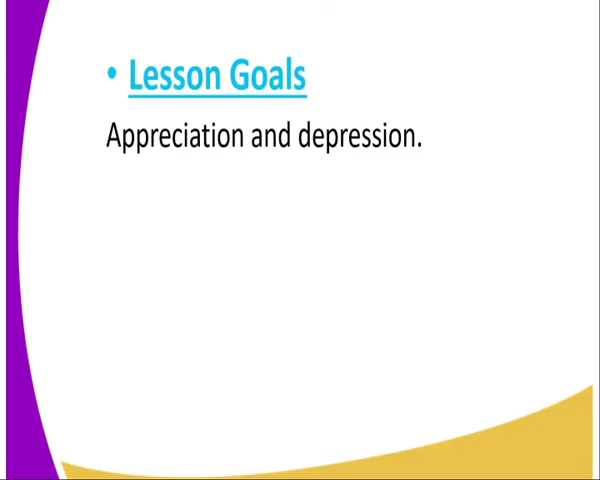 • Lesson Goals
Appreciation and depression.